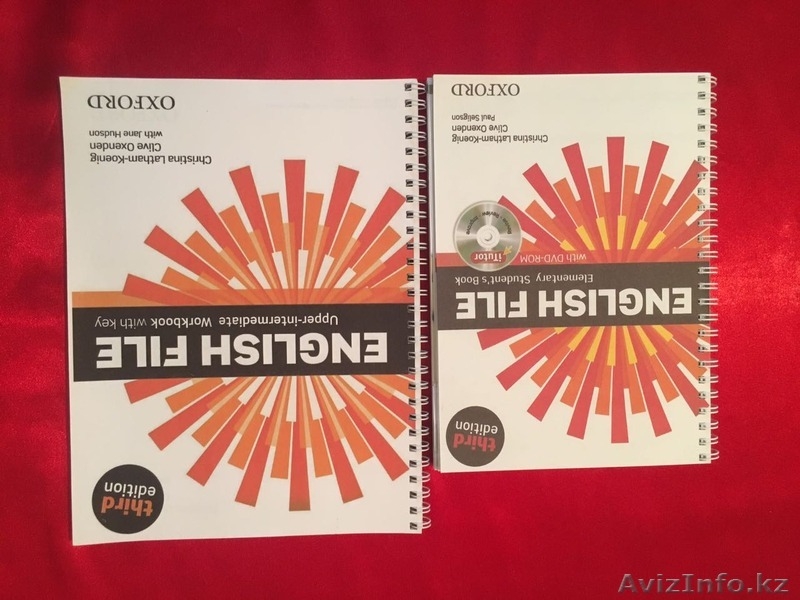 third
edition
ENGLISH FILE
Upper-intermediate Workbook with key
Christina Latham-Koenig
Clive Oxenden
with Jane Hudson
OXFORD
third
edition
ENGLISH FILE
Elementary Student's Book
with DVD-ROM
iTutor
Christina Latham-Koenig
Clive Oxenden
Paul Seligson
OXFORD
AvizInfo.kz